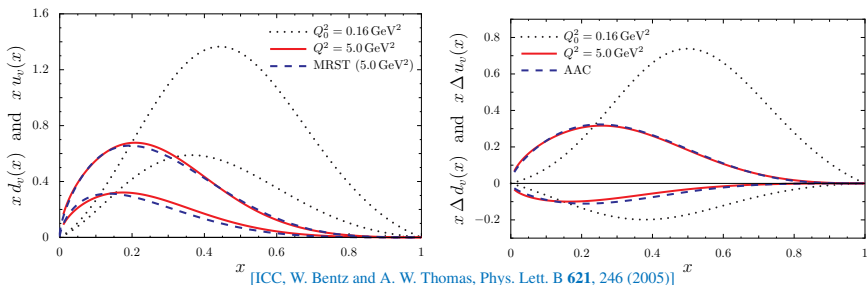 x d_v(x) and x u_v(x)
1.6
1.2
0.8
0.4
0
Q_0^2 = 0.16 GeV^2
Q^2 = 5.0 GeV^2
MRST (5.0 GeV^2)
0 0.2 0.4 0.6 0.8 1
x
x Δ d_v(x) and x Δ u_v(x)
0.8
0.6
0.4
0.2
0
−0.2
Q_0^2 = 0.16 GeV^2
Q^2 = 5.0 GeV^2
AAC
0 0.2 0.4 0.6 0.8 1
x
[ICC, W. Bentz and A. W. Thomas, Phys. Lett. B 621, 246 (2005)]